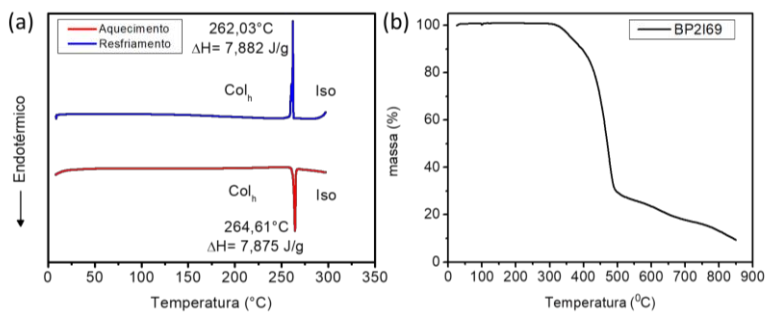 (a)
Aquecimento
Resfriamento
262,03°C
ΔH= 7,882 J/g
Colₕ
Iso
Endotérmico
Colₕ
Iso
264,61°C
ΔH= 7,875 J/g
0 50 100 150 200 250 300 350
Temperatura (°C)
(b)
BP2I69
massa (%)
100
80
60
40
20
0
0 100 200 300 400 500 600 700 800 900
Temperatura (⁰C)